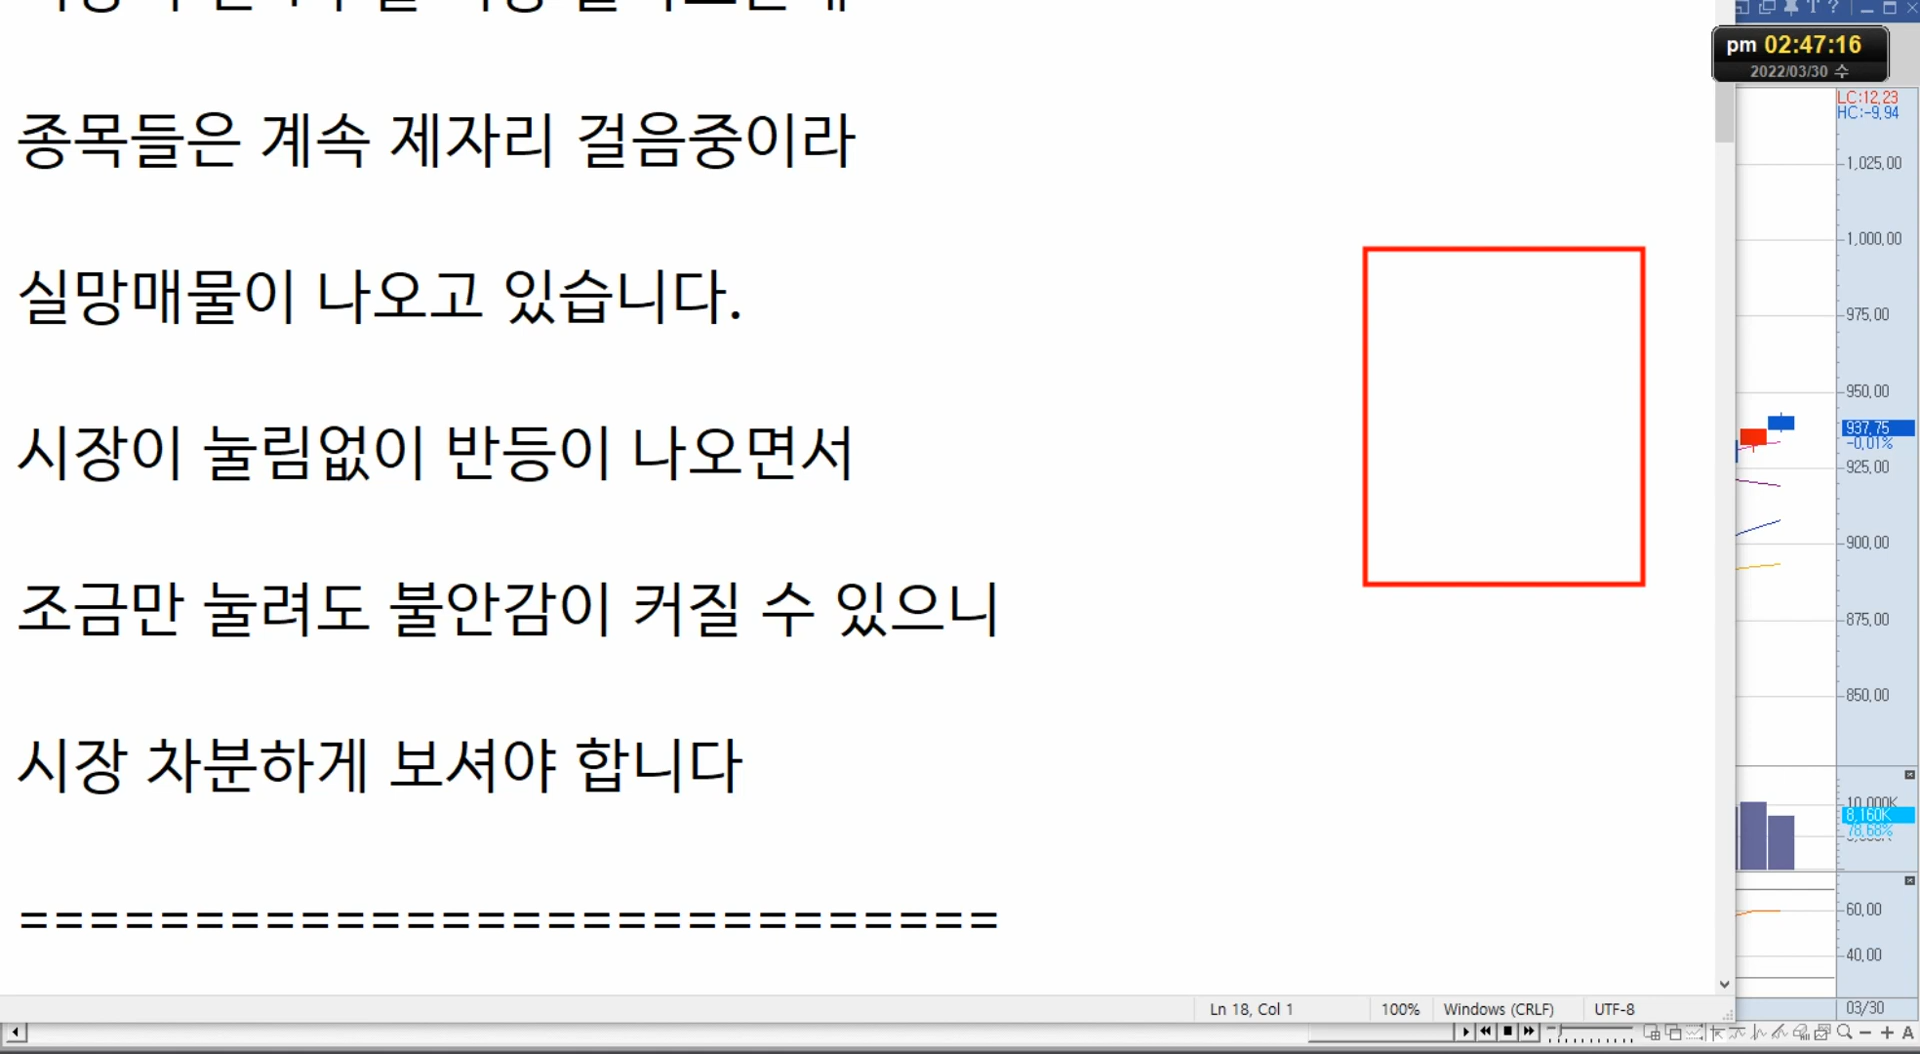 종목들은 계속 제자리 걸음중이라
실망매물이 나오고 있습니다.
시장이 눌림없이 반등이 나오면서
조금만 눌려도 불안감이 커질 수 있으니
시장 차분하게 보셔야 합니다
============================
Ln 18, Col 1
100%
Windows (CRLF)
UTF-8
pm 02:47:16
2022/03/30 수
LC:12,23
HC:-9,94
1,025,00
1,000,00
975,00
950,00
937,75
-0,01%
925,00
900,00
875,00
850,00
10,000K
8,160K
78,68%
60,00
40,00
03/30